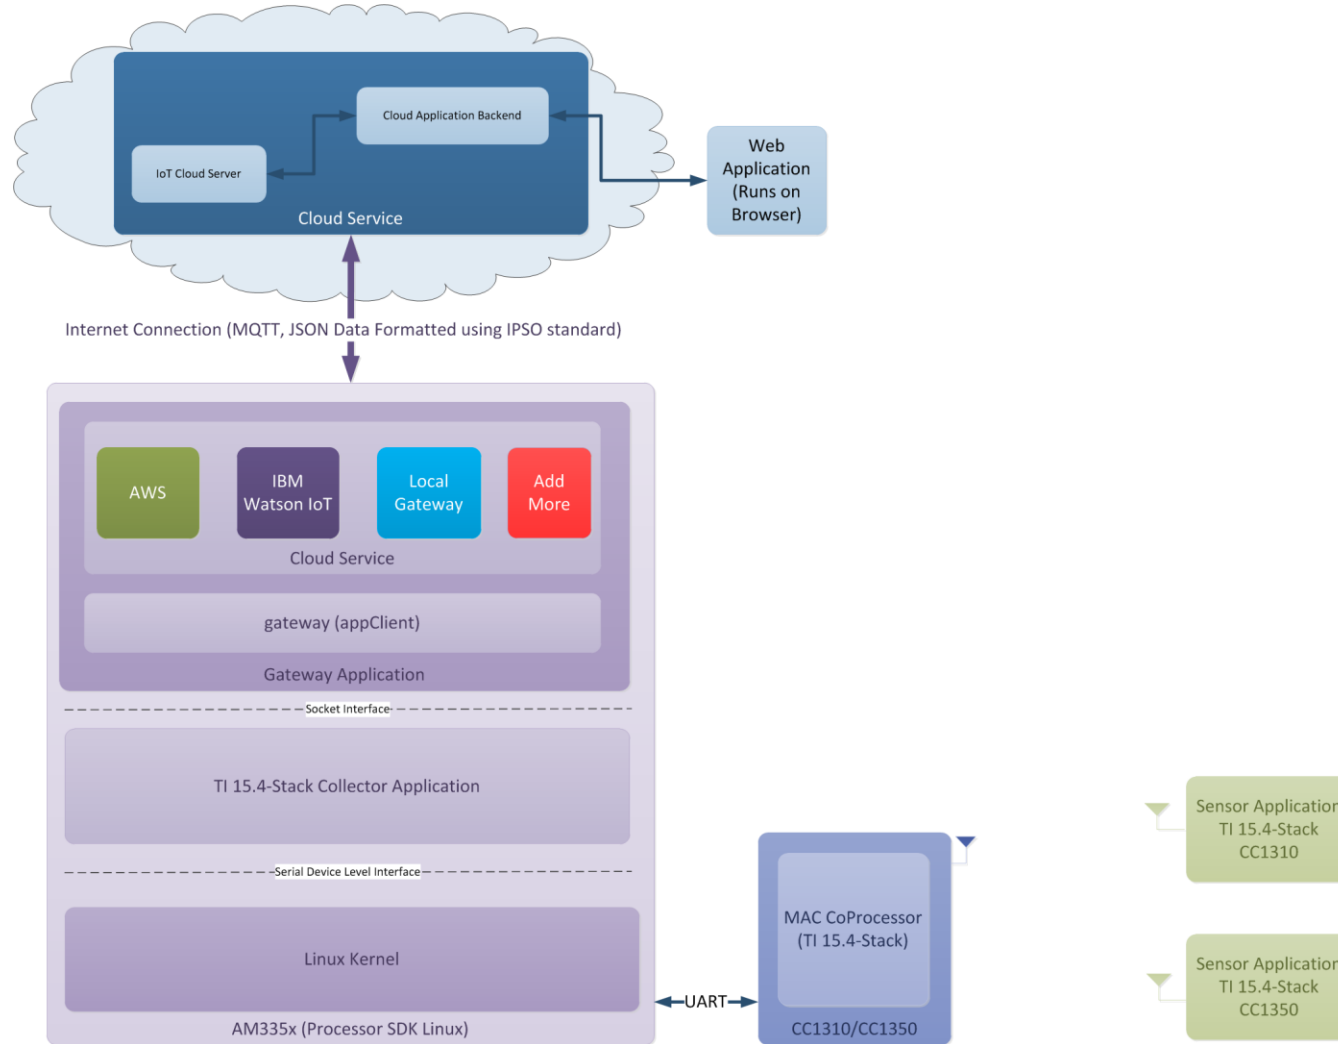 Cloud Application Backend
IoT Cloud Server
Cloud Service
Web
Application
(Runs on
Browser)
Internet Connection (MQTT, JSON Data Formatted using IPSO standard)
AWS
IBM
Watson IoT
Local
Gateway
Add
More
Cloud Service
gateway (appClient)
Gateway Application
Socket Interface
TI 15.4-Stack Collector Application
Serial Device Level Interface
Linux Kernel
AM335x (Processor SDK Linux)
UART
MAC CoProcessor
(TI 15.4-Stack)
CC1310/CC1350
Sensor Application
TI 15.4-Stack
CC1310
Sensor Application
TI 15.4-Stack
CC1350